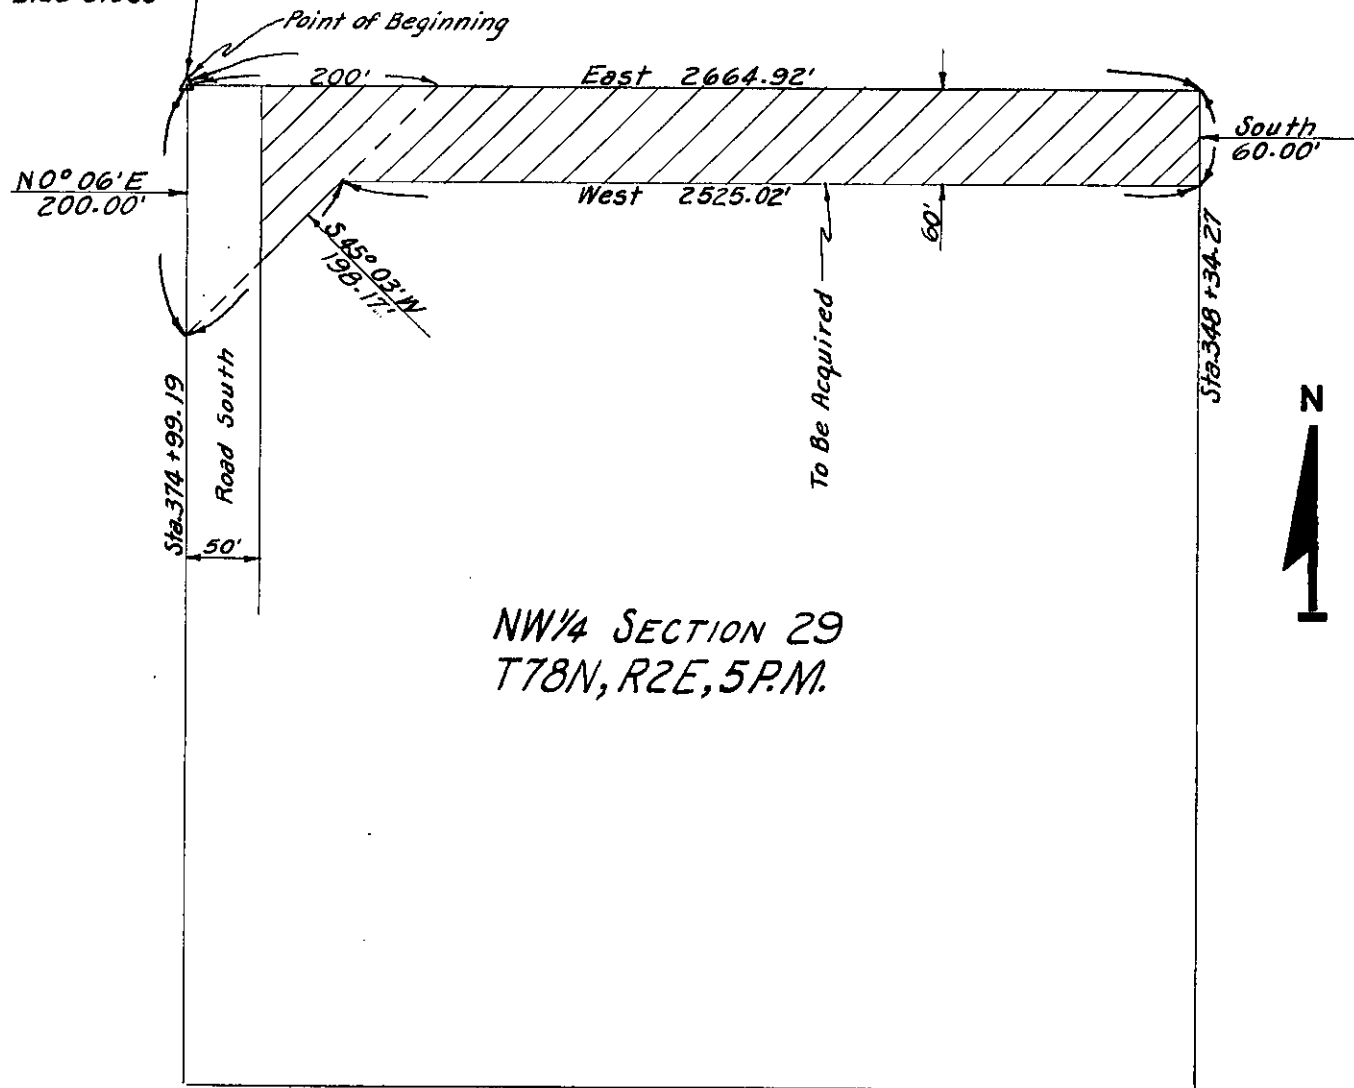 Point of Beginning
200'
East 2664.92'
South
60.00'
N0°06'E
200.00'
West 2525.02'
60'
S45°03'W
198.17'
To Be Acquired
Sta.348+34.27
Sta.374+99.19
Road South
50'
N
NW¼ SECTION 29
T78N, R2E, 5P.M.